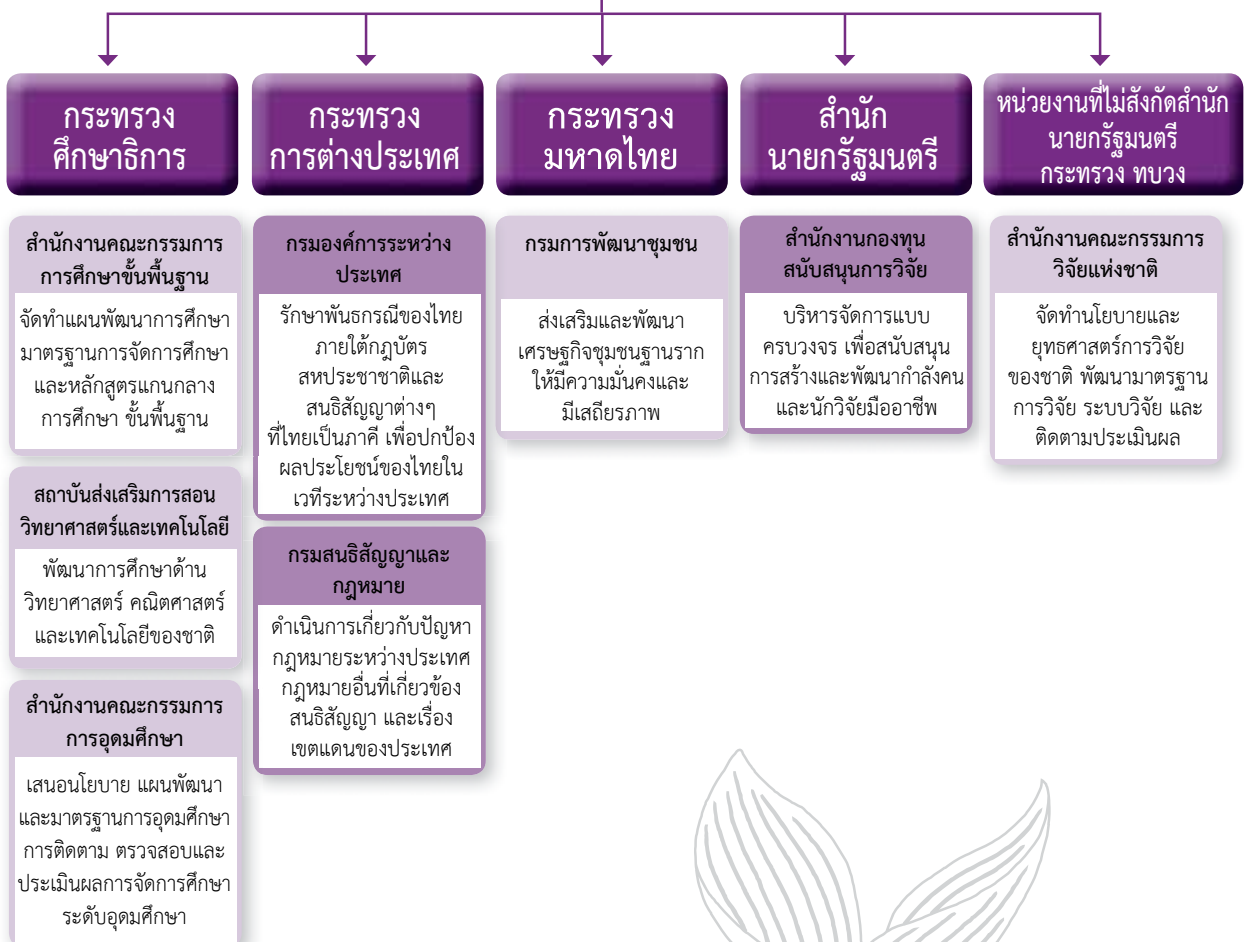 กระทรวง
ศึกษาธิการ
กระทรวง
การต่างประเทศ
กระทรวง
มหาดไทย
สำนัก
นายกรัฐมนตรี
หน่วยงานที่ไม่สังกัดสำนัก
นายกรัฐมนตรี
กระทรวง ทบวง
สำนักงานคณะกรรมการ
การศึกษาขั้นพื้นฐาน
จัดทำแผนพัฒนาการศึกษา
มาตรฐานการจัดการศึกษา
และหลักสูตรแกนกลาง
การศึกษา ขั้นพื้นฐาน
สถาบันส่งเสริมการสอน
วิทยาศาสตร์และเทคโนโลยี
พัฒนาการศึกษาด้าน
วิทยาศาสตร์ คณิตศาสตร์
และเทคโนโลยีของชาติ
สำนักงานคณะกรรมการ
การอุดมศึกษา
เสนอนโยบาย แผนพัฒนา
และมาตรฐานการอุดมศึกษา
การติดตาม ตรวจสอบและ
ประเมินผลการจัดการศึกษา
ระดับอุดมศึกษา
กรมองค์การระหว่าง
ประเทศ
รักษาพันธกรณีของไทย
ภายใต้กฎบัตร
สหประชาชาติและ
สนธิสัญญาต่างๆ
ที่ไทยเป็นภาคี เพื่อปกป้อง
ผลประโยชน์ของไทยใน
เวทีระหว่างประเทศ
กรมสนธิสัญญาและ
กฎหมาย
ดำเนินการเกี่ยวกับปัญหา
กฎหมายระหว่างประเทศ
กฎหมายอื่นที่เกี่ยวข้อง
สนธิสัญญา และเรื่อง
เขตแดนของประเทศ
กรมการพัฒนาชุมชน
ส่งเสริมและพัฒนา
เศรษฐกิจชุมชนฐานราก
ให้มีความมั่นคงและ
มีเสถียรภาพ
สำนักงานกองทุน
สนับสนุนการวิจัย
บริหารจัดการแบบ
ครบวงจร เพื่อสนับสนุน
การสร้างและพัฒนากำลังคน
และนักวิจัยมืออาชีพ
สำนักงานคณะกรรมการ
วิจัยแห่งชาติ
จัดทำนโยบายและ
ยุทธศาสตร์การวิจัย
ของชาติ พัฒนามาตรฐาน
การวิจัย ระบบวิจัย และ
ติดตามประเมินผล